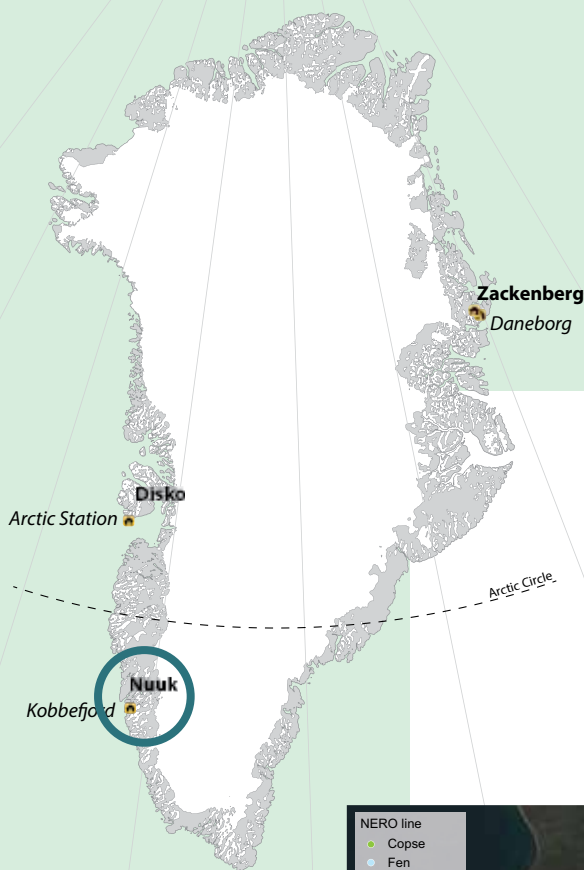 Zackenberg
Daneborg
Disko
Arctic Station
Arctic Circle
Nuuk
Kobbefjord
NERO line
Copse
Fen